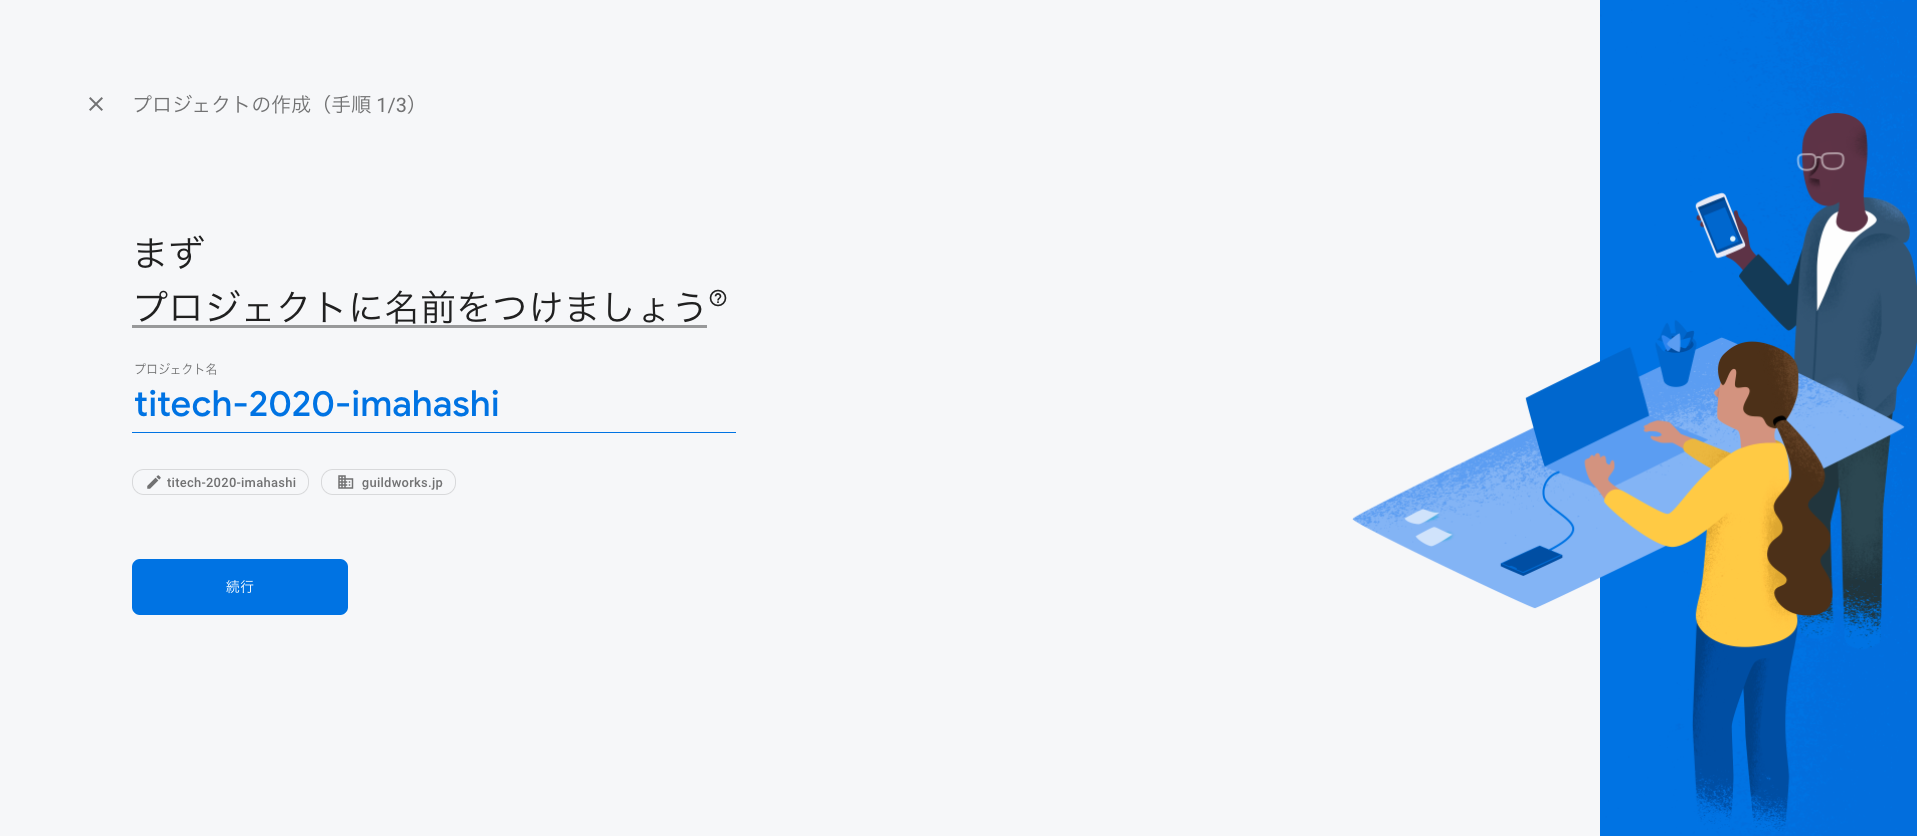 プロジェクトの作成（手順 1/3）
まず
プロジェクトに名前をつけましょう
プロジェクト名
titech-2020-imahashi
titech-2020-imahashi
guildworks.jp
続行